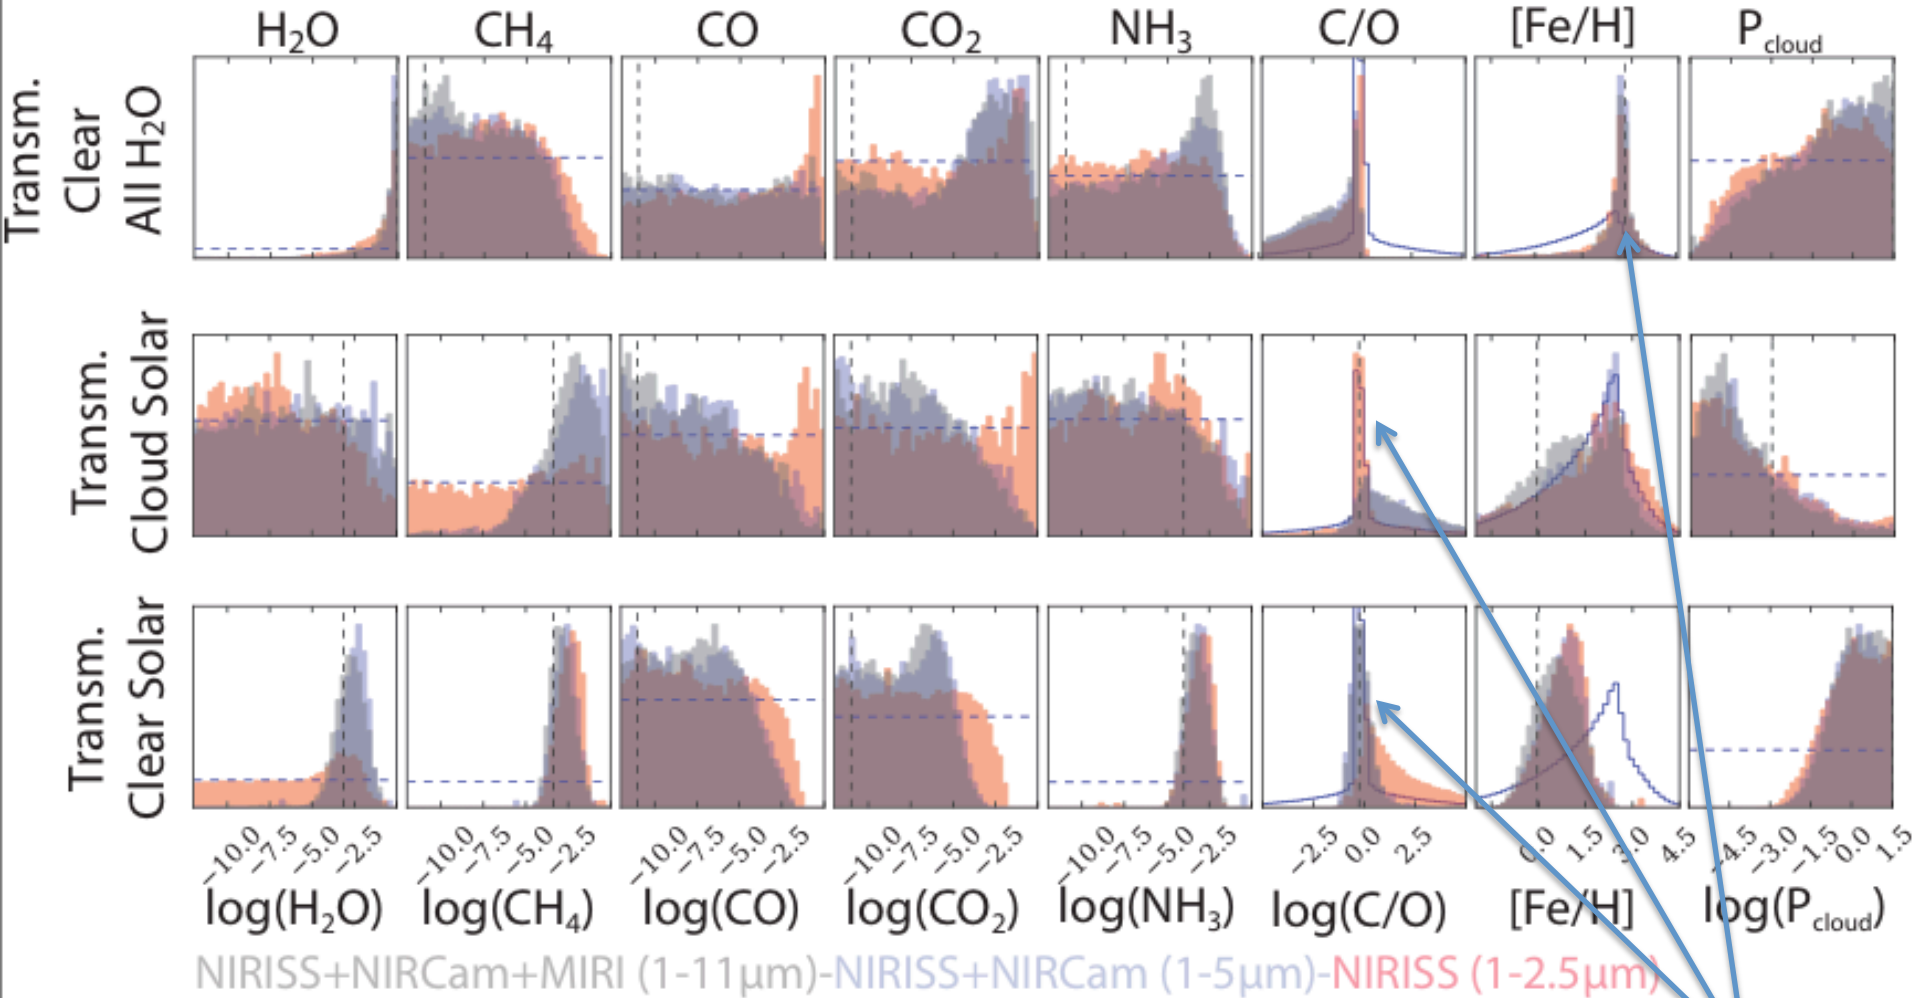 H₂O CH₄ CO CO₂ NH₃ C/O [Fe/H] P_cloud
Transm.
Clear
All H₂O
Transm.
Cloud Solar
Transm.
Clear Solar
−10.0 −7.5 −5.0 −2.5 −10.0 −7.5 −5.0 −2.5 −10.0 −7.5 −5.0 −2.5 −10.0 −7.5 −5.0 −2.5 −10.0 −7.5 −5.0 −2.5 −2.5 0.0 2.5 0.0 1.5 3.0 4.5 −4.5 −3.0 −1.5 0.0 1.5
log(H₂O) log(CH₄) log(CO) log(CO₂) log(NH₃) log(C/O) [Fe/H] log(P_cloud)
NIRISS+NIRCam+MIRI (1-11µm)-NIRISS+NIRCam (1-5µm)-NIRISS (1-2.5µm)